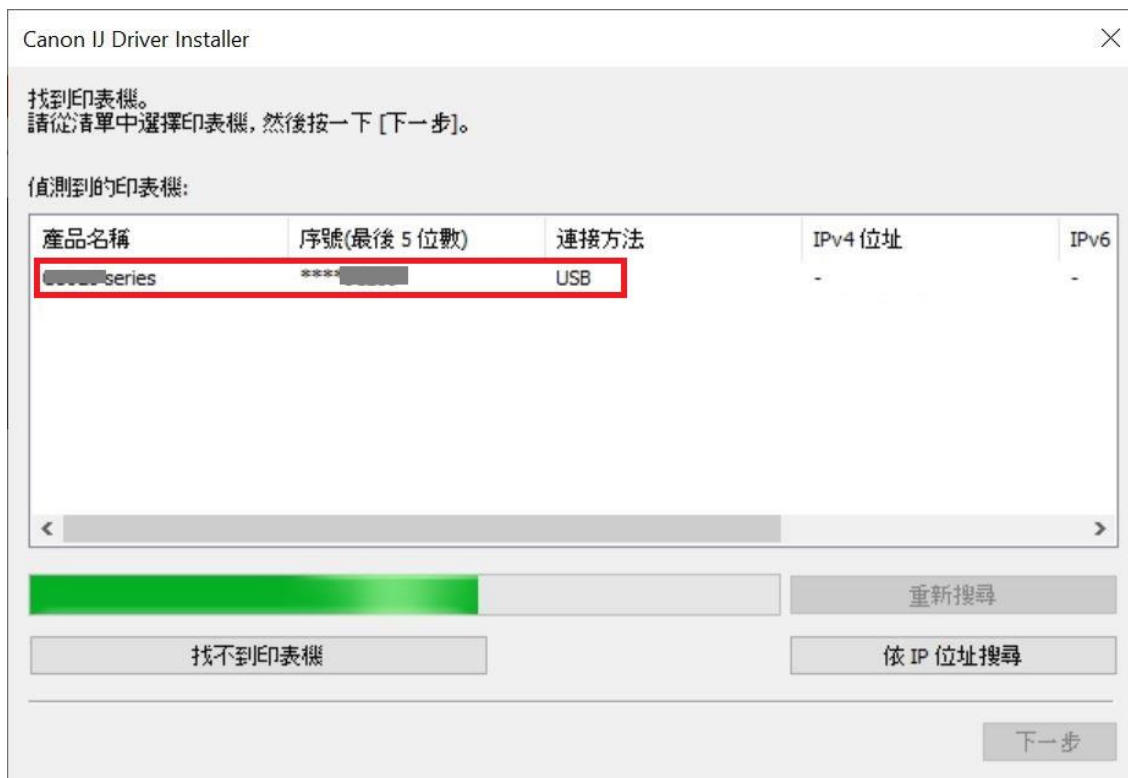 Canon IJ Driver Installer
找到印表機。
請從清單中選擇印表機, 然後按一下 [下一步]。
偵測到的印表機:
產品名稱 序號(最後 5 位數) 連接方法 IPv4 位址 IPv6
series **** USB - -
重新搜尋
找不到印表機 依 IP 位址搜尋
下一步